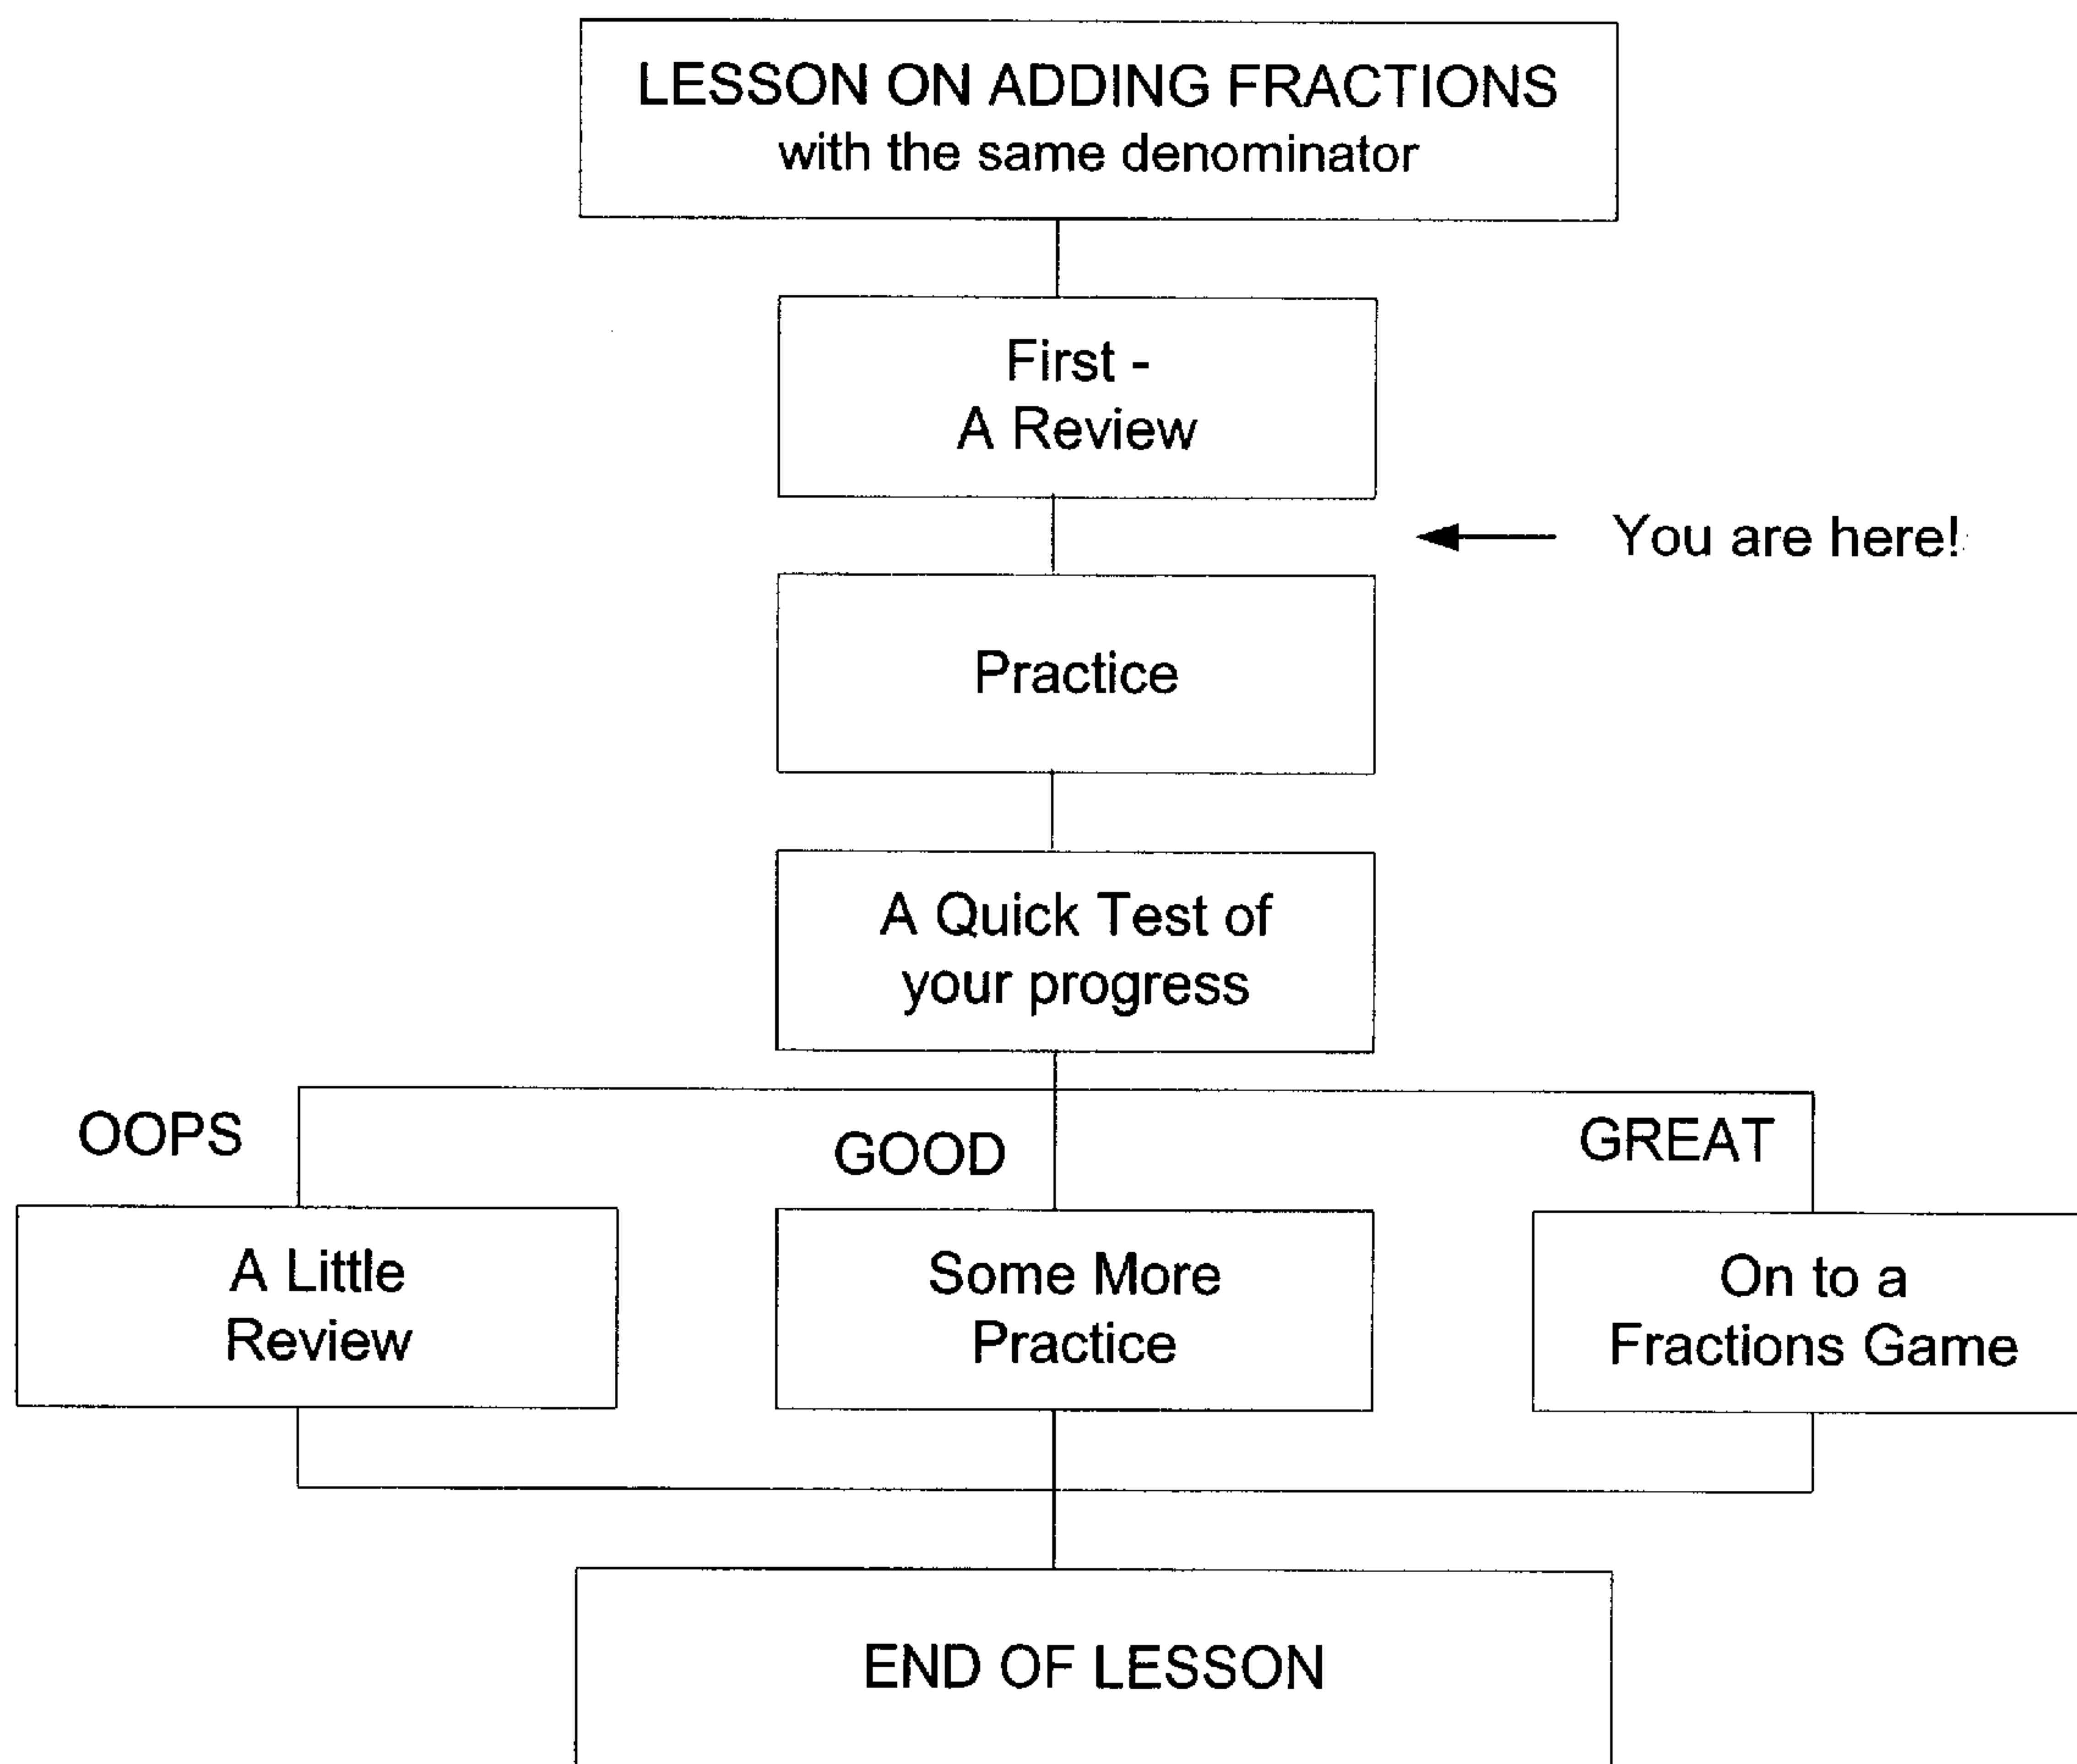 LESSON ON ADDING FRACTIONS
with the same denominator
First -
A Review
You are here!
Practice
A Quick Test of
your progress
OOPS
GOOD
GREAT
A Little
Review
Some More
Practice
On to a
Fractions Game
END OF LESSON